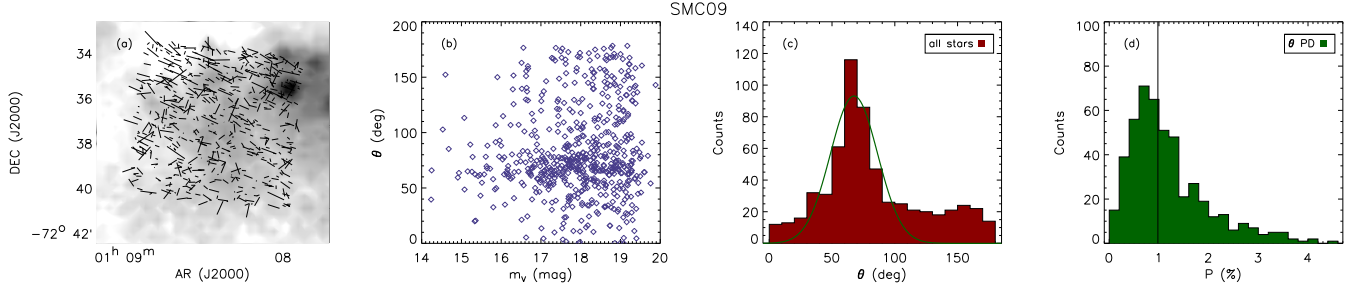 SMC09
(a)
34
36
38
40
-72° 42'
DEC (J2000)
01h 09m
08
AR (J2000)
(b)
200
150
100
50
0
θ (deg)
14 15 16 17 18 19 20
mv (mag)
(c)
all stars
140
120
100
80
60
40
20
0
Counts
0 50 100 150
θ (deg)
(d)
θ PD
100
80
60
40
20
0
Counts
0 1 2 3 4
P (%)